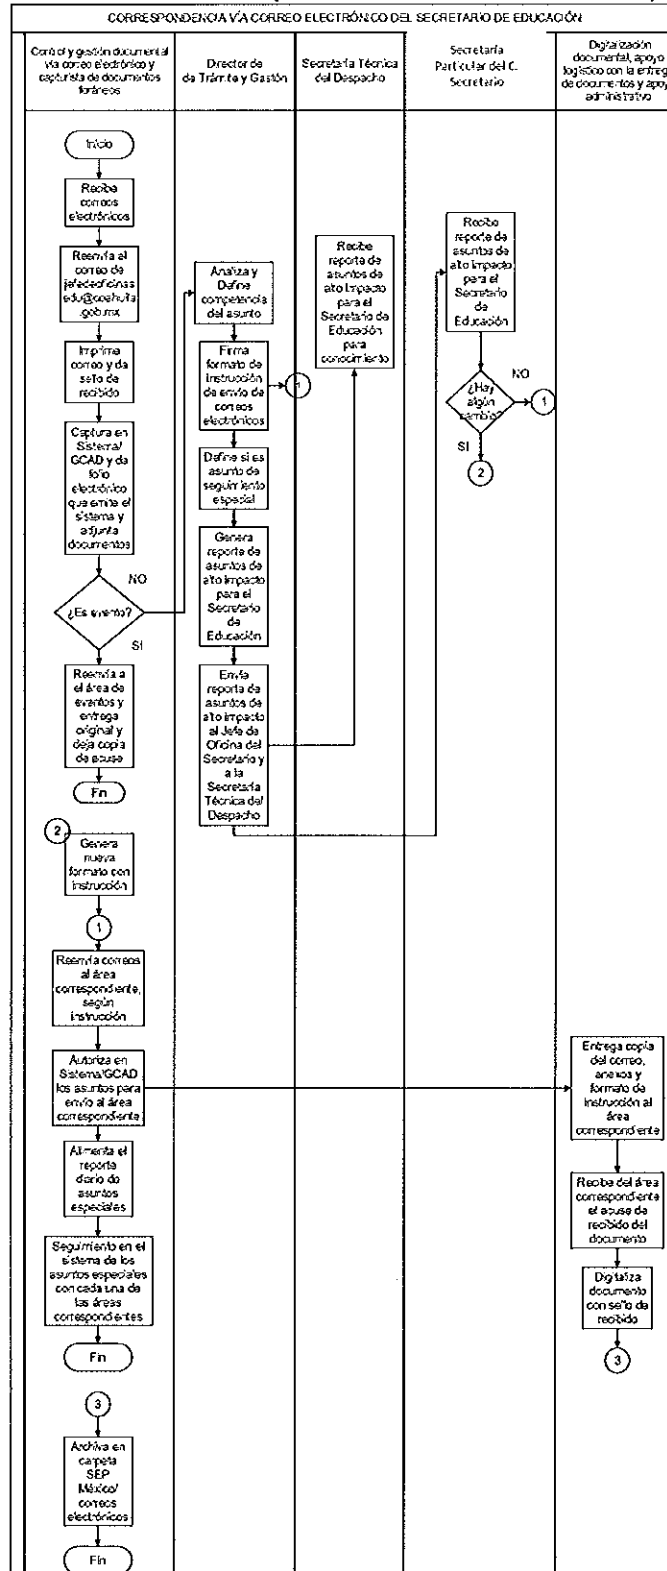 CORRESPONDENCIA VÍA CORREO ELECTRÓNICO DEL SECRETARIO DE EDUCACIÓN
Control y gestión documental
vía correo electrónico y
capturista de documentos
foráneos
Director de
de Trámite y Gestión
Secretaría Técnica
del Despacho
Secretaría
Particular del C.
Secretario
Digitalización
documental, apoyo
logístico con la entrega
de documentos y apoyo
administrativo
Inicio
Recibe
correos
electrónicos
Reenvía al
correo de
jefedeoficinas
edu@coahuila
.gob.mx
Imprime
correo y da
sello de
recibido
Captura en
Sistema/
GCAD y da
folio
electrónico
que emite el
sistema y
adjunta
documentos
NO
¿Es evento?
SI
Reenvía a
el área de
eventos y
entrega
original y
deja copia
de acuse
Fin
Analiza y
Define
competencia
del asunto
Firma
formato de
instrucción
de envío de
correos
electrónicos
1
Define si es
asunto de
seguimiento
especial
Genera
reporte de
asuntos de
alto impacto
para el
Secretario
de
Educación
Envía
reporte de
asuntos de
alto impacto
al Jefe de
Oficina del
Secretario y
a la
Secretaría
Técnica del
Despacho
Recibe
reporte de
asuntos de
alto impacto
para el
Secretario de
Educación
para
conocimiento
Recibe
reporte de
asuntos de
alto impacto
para el
Secretario
de
Educación
¿Hay
algún
cambio?
NO
1
SI
2
2
Genera
nueva
formato con
instrucción
1
Reenvía correos
al área
correspondiente,
según
instrucción
Autoriza en
Sistema/GCAD
los asuntos para
envío al área
correspondiente
Alimenta el
reporte
diario de
asuntos
especiales
Seguimiento en el
sistema de los
asuntos especiales
con cada una de
las áreas
correspondientes
Fin
Entrega copia
del correo,
anexos y
formato de
instrucción al
área
correspondiente
Recibe del área
correspondiente
el acuse de
recibido del
documento
Digitaliza
documento
con sello de
recibido
3
3
Archiva en
carpeta
SEP
México/
correos
electrónicos
Fin